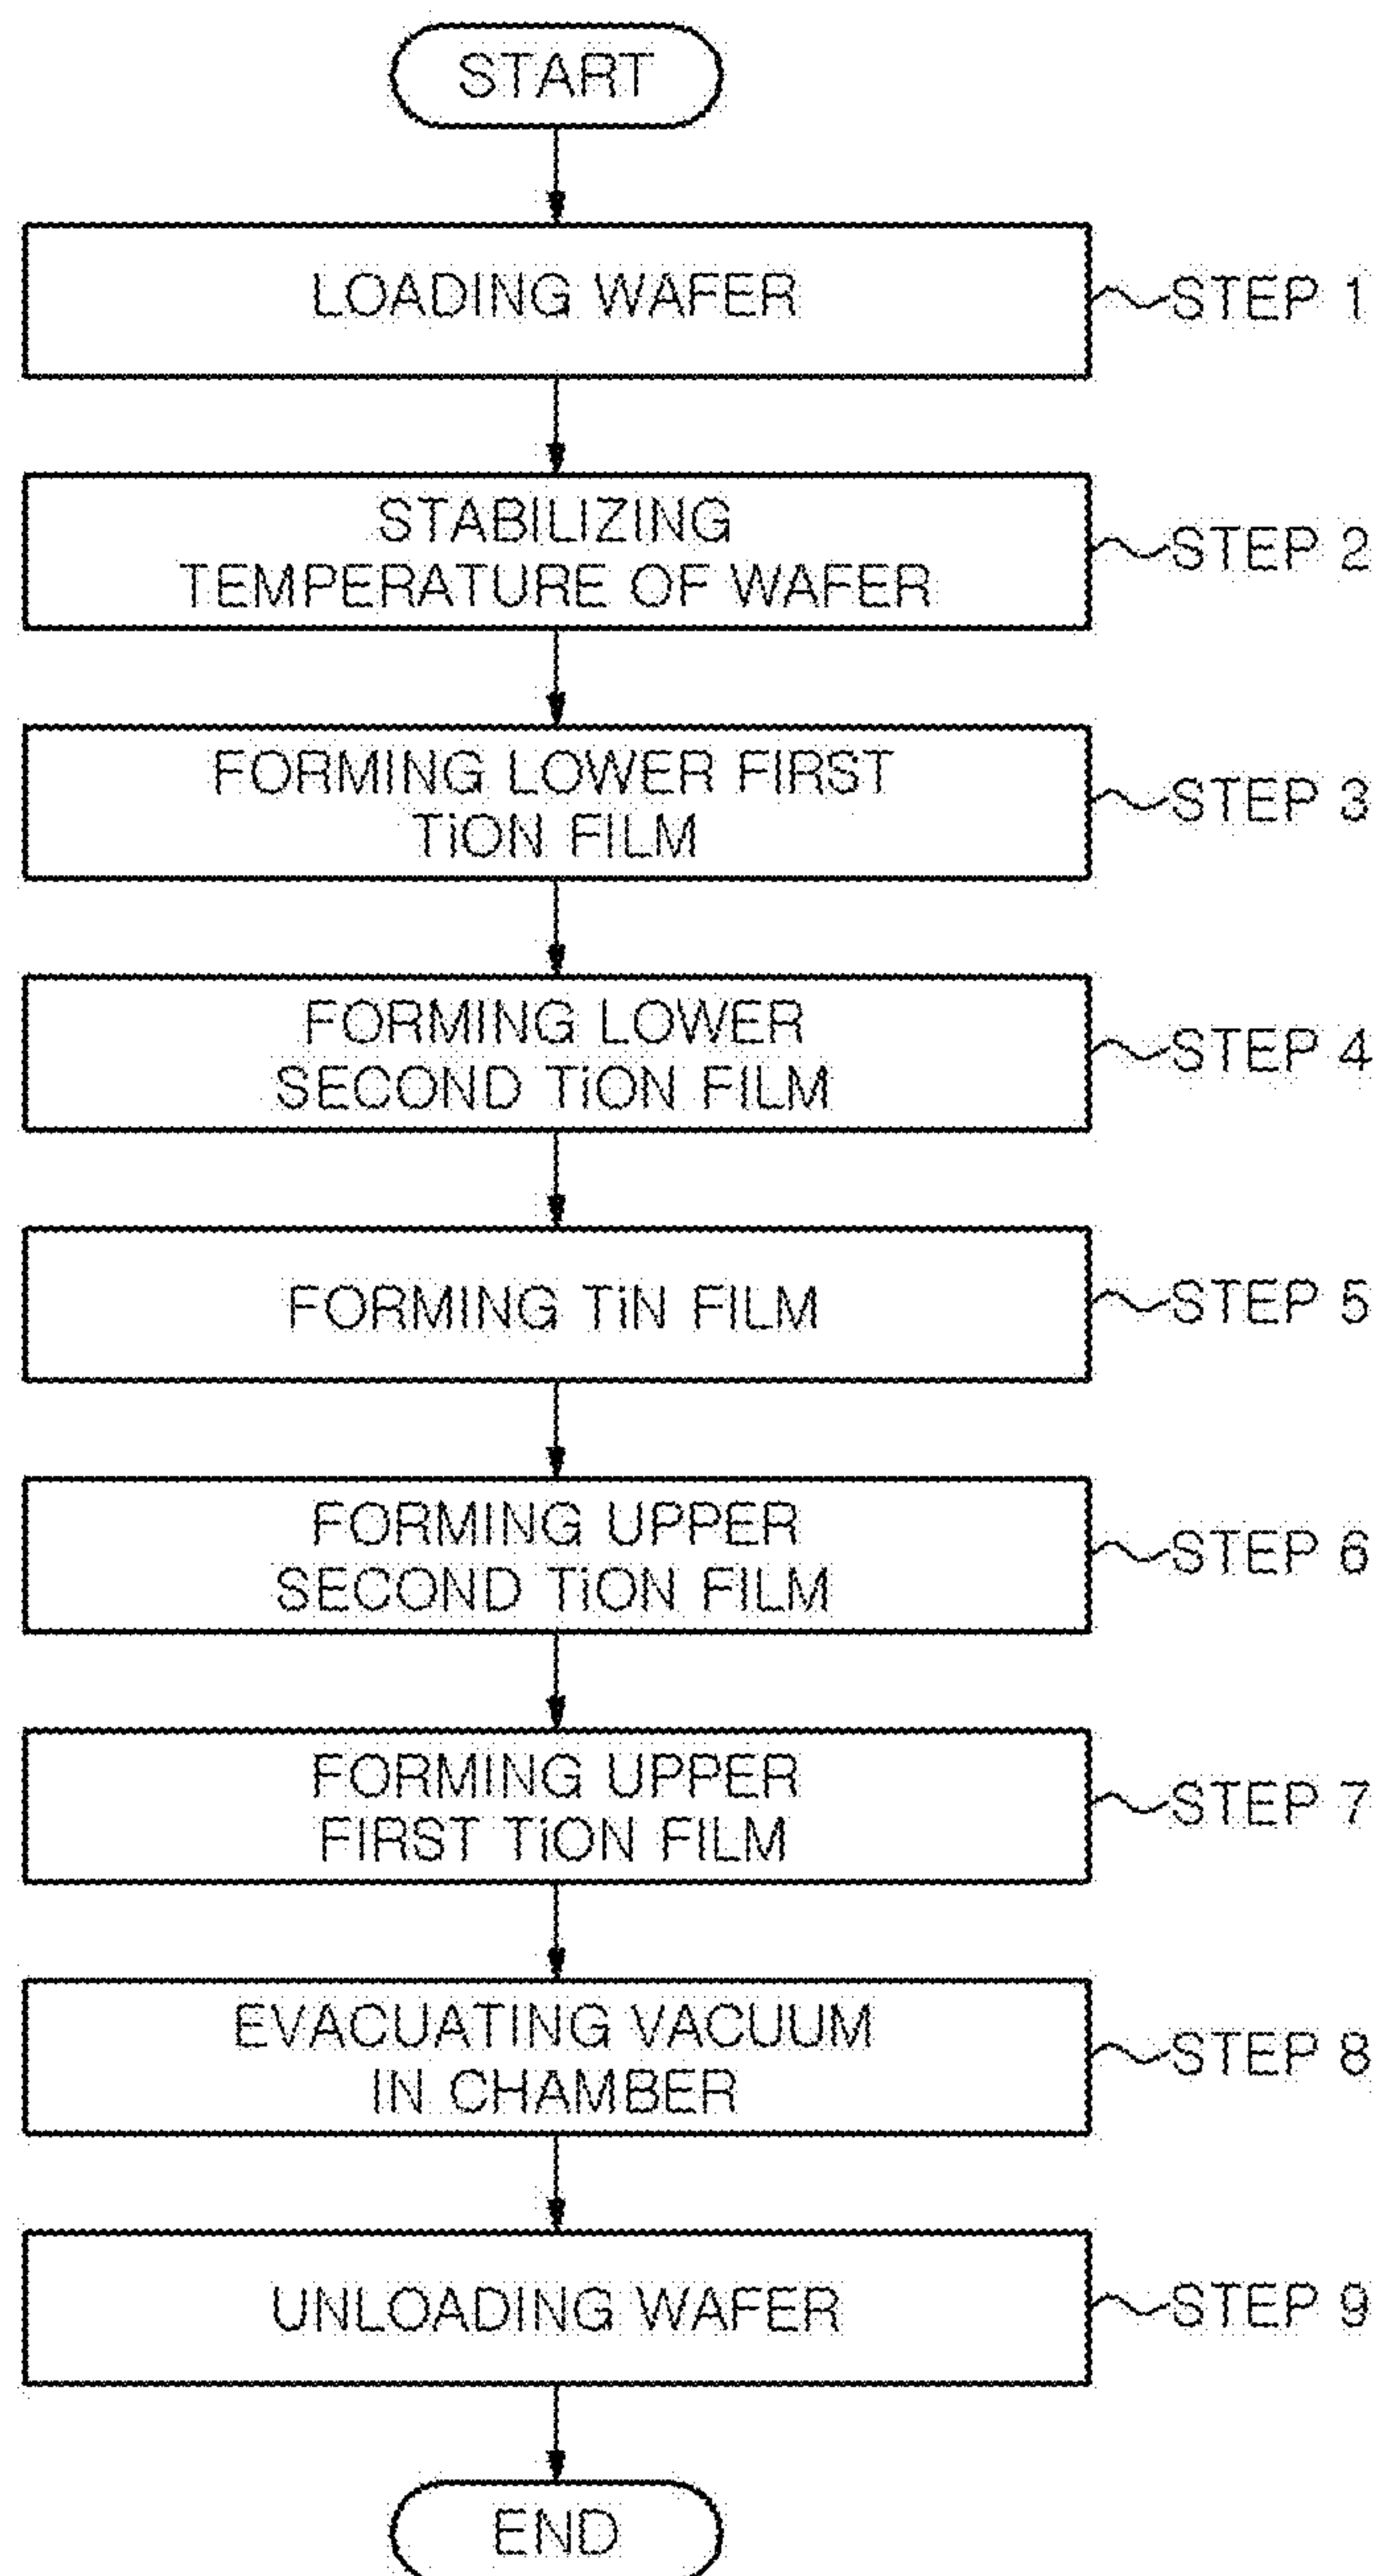 START
LOADING WAFER
STEP 1
STABILIZING
TEMPERATURE OF WAFER
STEP 2
FORMING LOWER FIRST
TiON FILM
STEP 3
FORMING LOWER
SECOND TiON FILM
STEP 4
FORMING TiN FILM
STEP 5
FORMING UPPER
SECOND TiON FILM
STEP 6
FORMING UPPER
FIRST TiON FILM
STEP 7
EVACUATING VACUUM
IN CHAMBER
STEP 8
UNLOADING WAFER
STEP 9
END